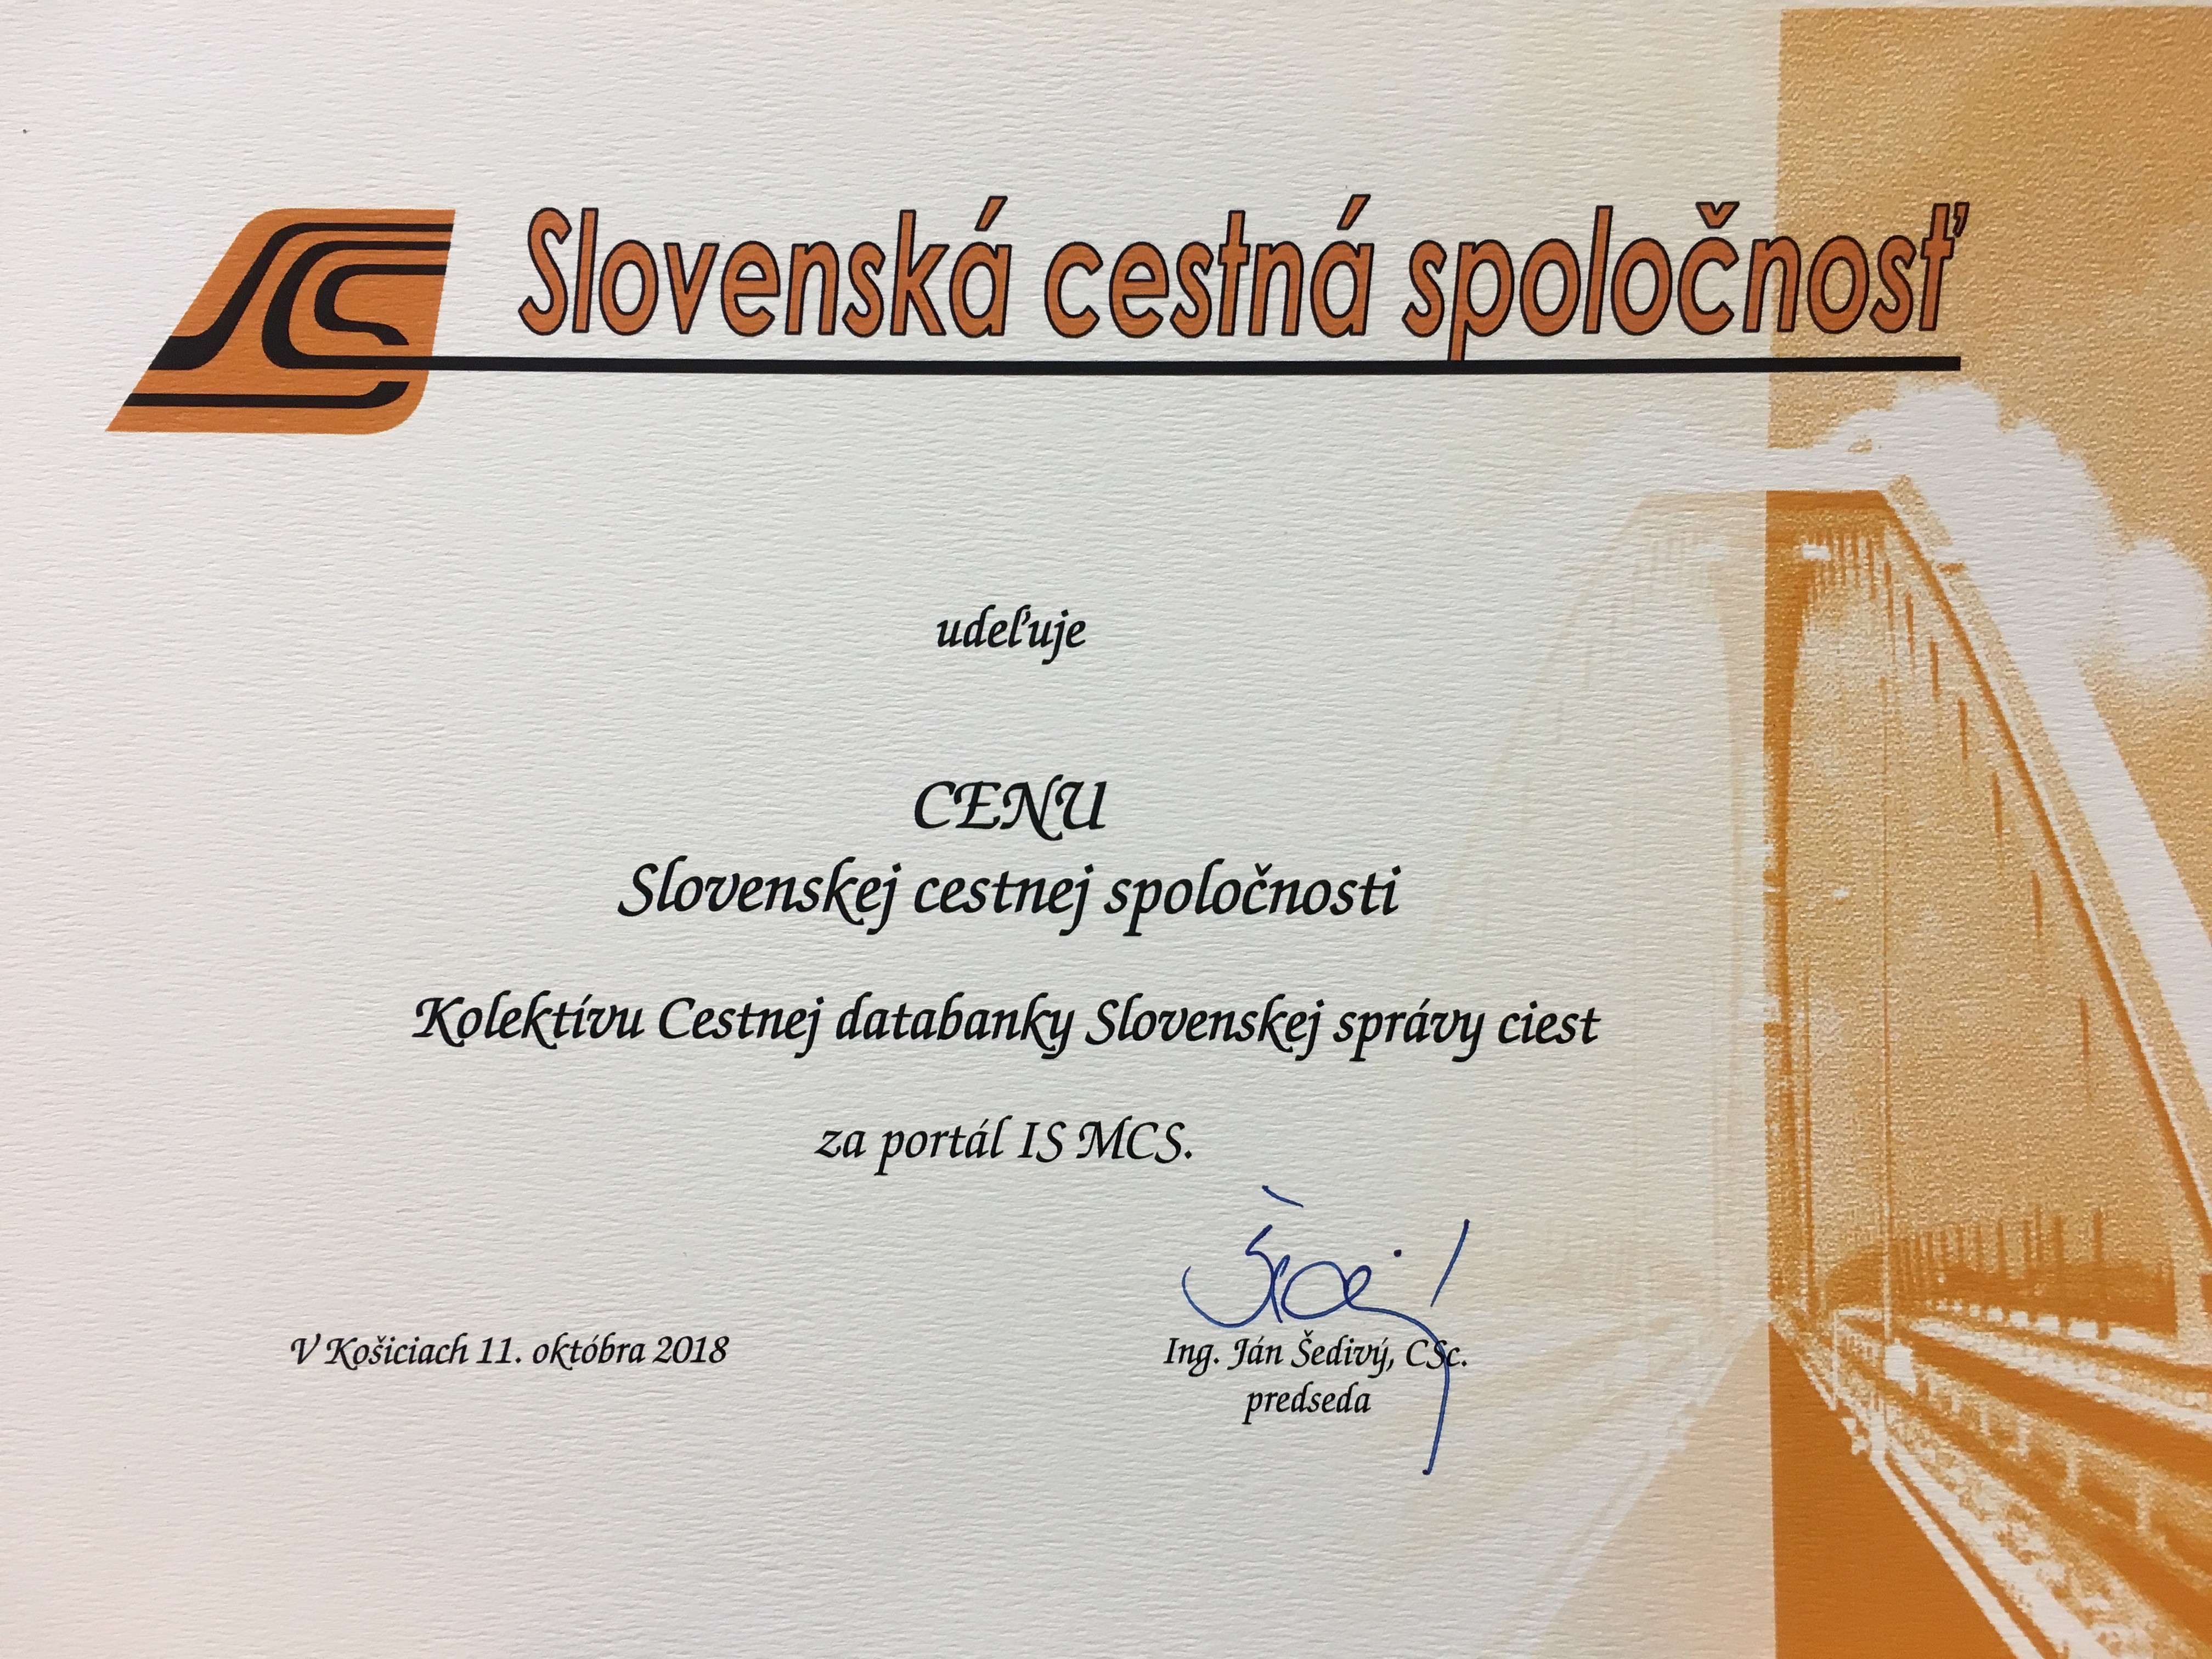 Slovenská cestná spoločnosť
udeľuje
CENU
Slovenskej cestnej spoločnosti
Kolektívu Cestnej databanky Slovenskej správy ciest
za portál IS MCS.
V Košiciach 11. októbra 2018
Ing. Ján Šedivý, CSc.
predseda